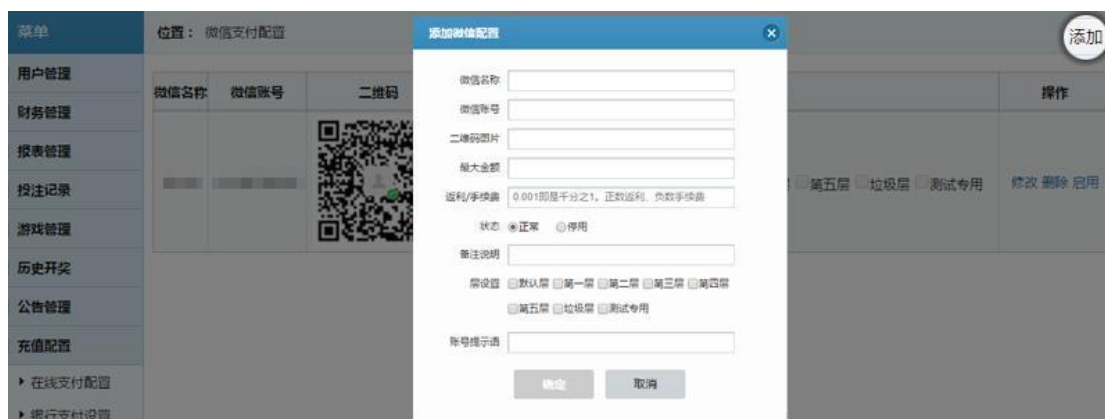 菜单
位置： 微信支付配置
添加
用户管理
财务管理
报表管理
投注记录
游戏管理
历史开奖
公告管理
充值配置
在线支付配置
银行支付设置
微信名称 微信账号 二维码 操作
第五层 垃圾层 测试专用 修改 删除 启用
添加微信配置
微信名称
微信账号
二维码图片
最大金额
返利/手续费 0.001即是千分之1。正数返利、负数手续费
状态 正常 停用
备注说明
层设置 默认层 第一层 第二层 第三层 第四层
第五层 垃圾层 测试专用
账号提示语
确定 取消